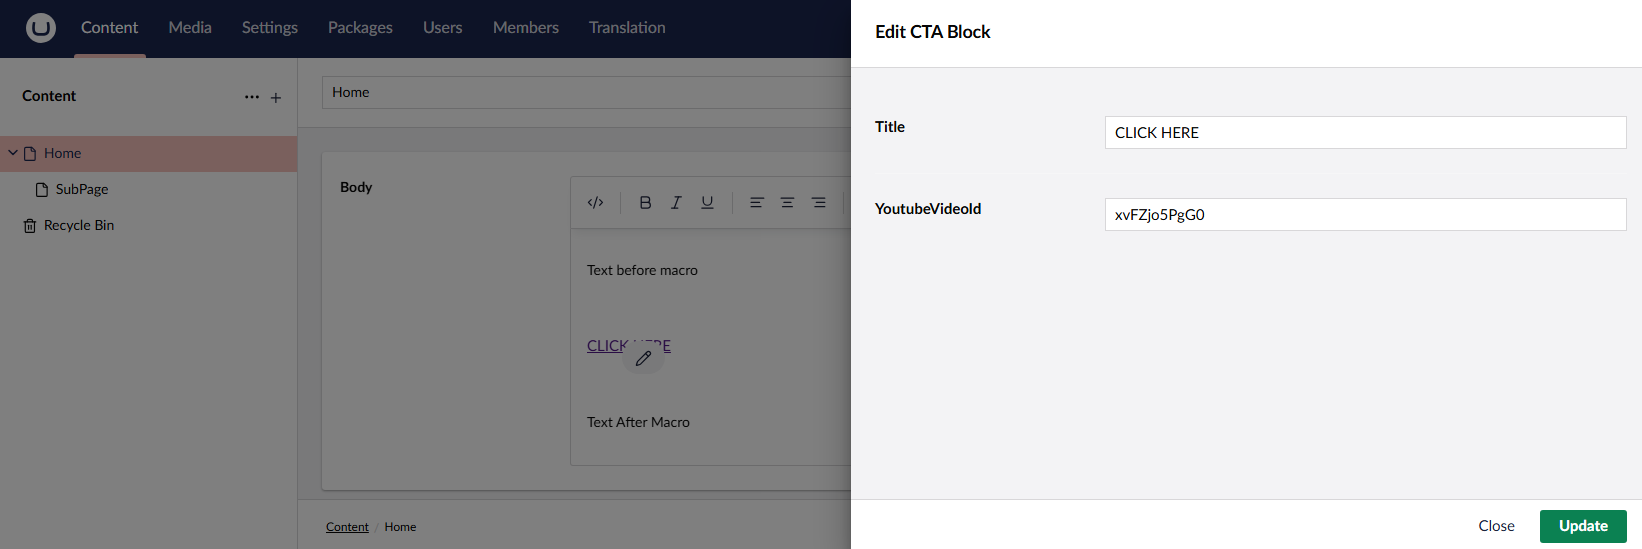 Content Media Settings Packages Users Members Translation
Edit CTA Block
Content
Home
Home
SubPage
Recycle Bin
Body
Text before macro
CLICK HERE
Text After Macro
Content / Home
Title
CLICK HERE
YoutubeVideoId
xvFZjo5PgG0
Close
Update